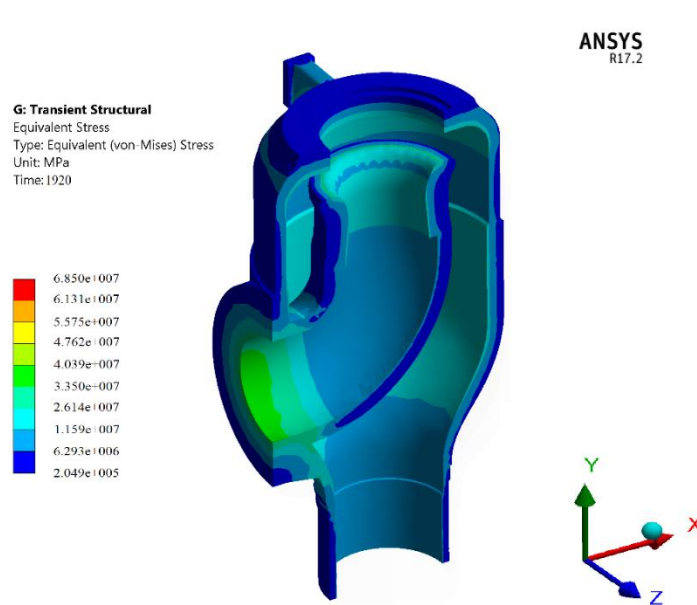 ANSYS
R17.2
G: Transient Structural
Equivalent Stress
Type: Equivalent (von-Mises) Stress
Unit: MPa
Time: 1920
6.850e+007
6.131e+007
5.575e+007
4.762e+007
4.039e+007
3.350e+007
2.614e+007
1.159e+007
6.293e+006
2.049e+005
Y
X
Z